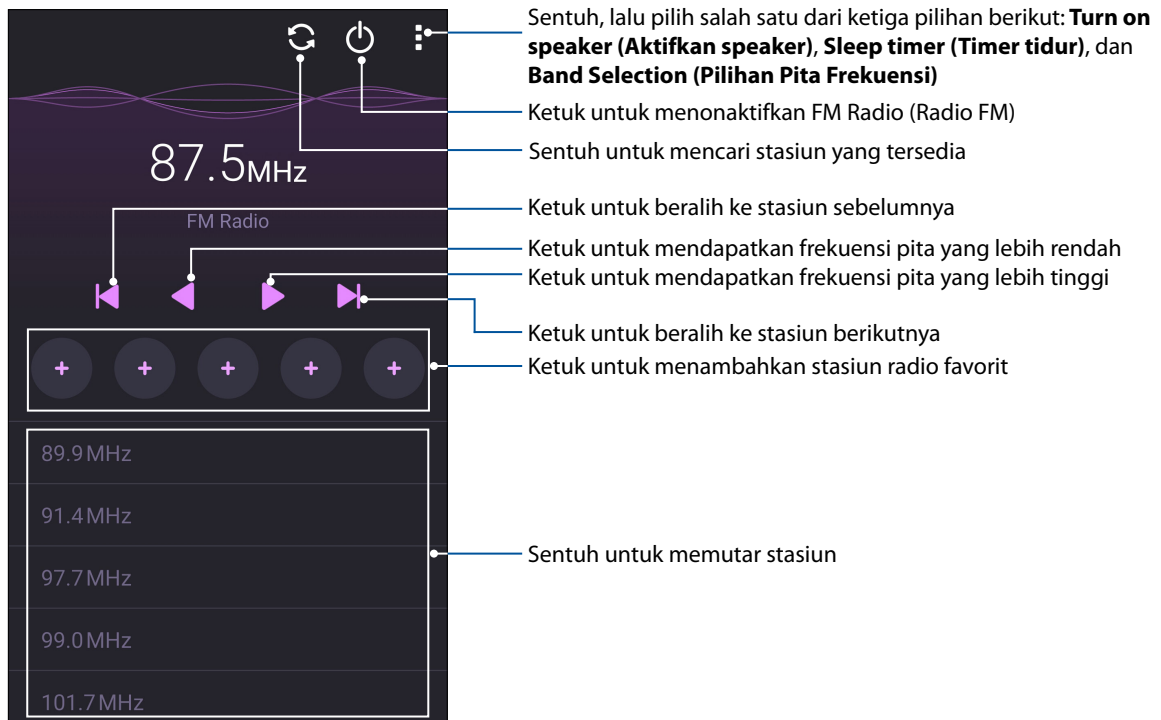 Sentuh, lalu pilih salah satu dari ketiga pilihan berikut: Turn on
speaker (Aktifkan speaker), Sleep timer (Timer tidur), dan
Band Selection (Pilihan Pita Frekuensi)
Ketuk untuk menonaktifkan FM Radio (Radio FM)
Sentuh untuk mencari stasiun yang tersedia
87.5MHz
FM Radio
Ketuk untuk beralih ke stasiun sebelumnya
Ketuk untuk mendapatkan frekuensi pita yang lebih rendah
Ketuk untuk mendapatkan frekuensi pita yang lebih tinggi
Ketuk untuk beralih ke stasiun berikutnya
Ketuk untuk menambahkan stasiun radio favorit
+ + + + +
89.9MHz
91.4MHz
Sentuh untuk memutar stasiun
97.7MHz
99.0MHz
101.7MHz